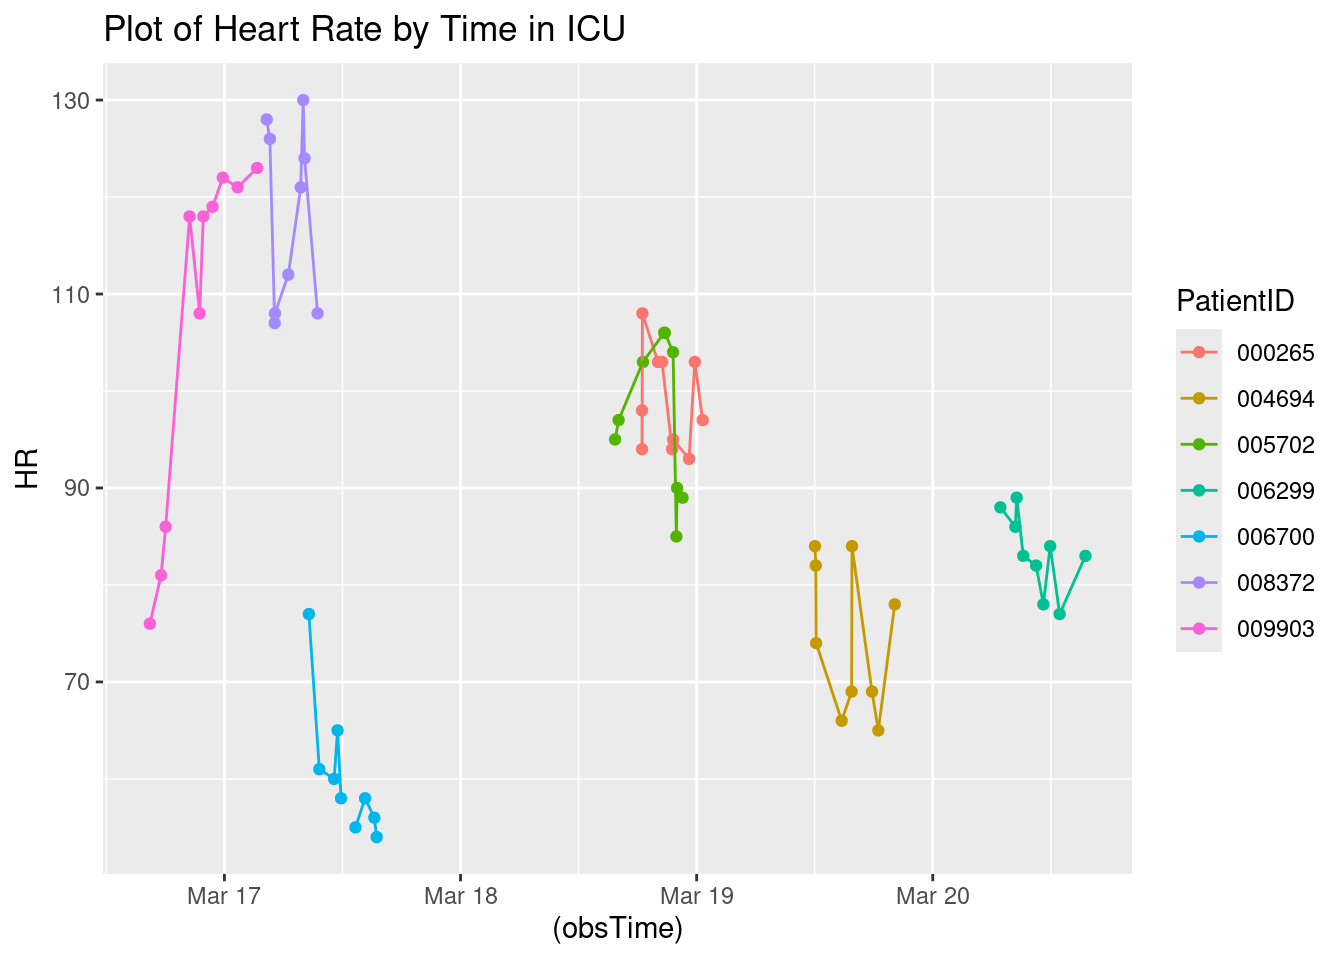 Plot of Heart Rate by Time in ICU
130
110
90
70
HR
Mar 17
Mar 18
Mar 19
Mar 20
(obsTime)
PatientID
000265
004694
005702
006299
006700
008372
009903